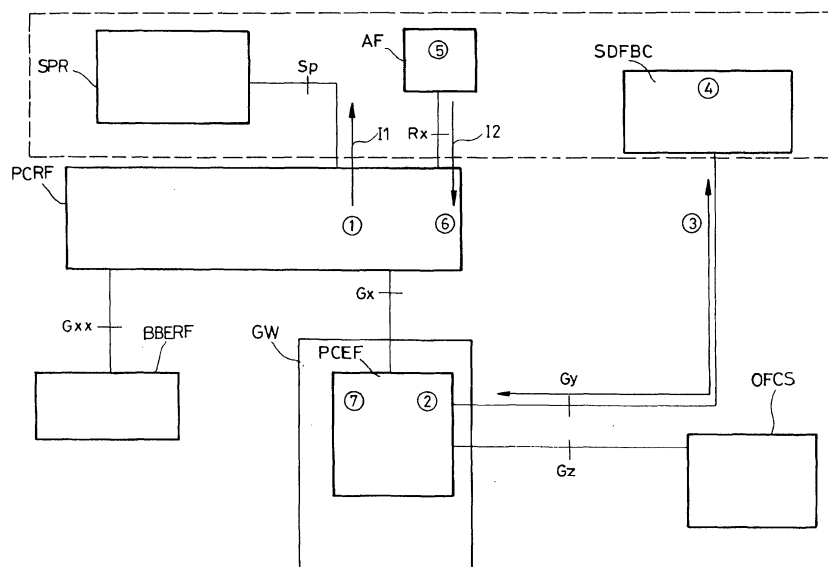 SPR
Sp
AF
⑤
SDFBC
④
I1
Rx
I2
PCRF
①
⑥
③
Gx
Gxx
BBERF
GW
PCEF
⑦
②
Gy
OFCS
Gz